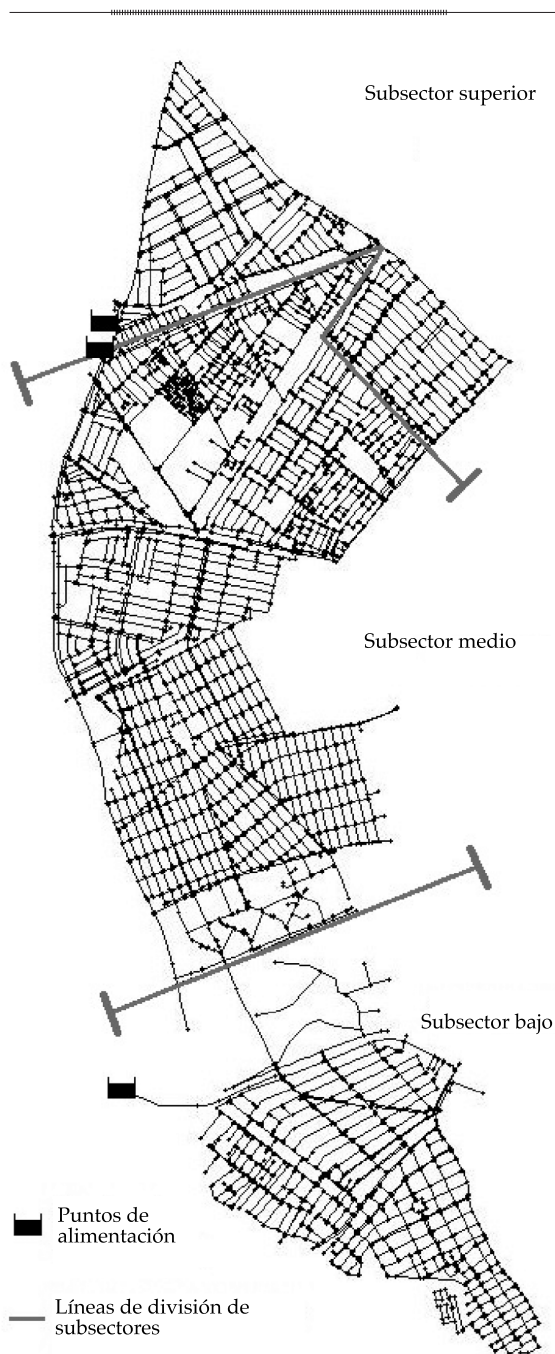 Subsector superior
Subsector medio
Subsector bajo
Puntos de
alimentación
Líneas de división de
subsectores